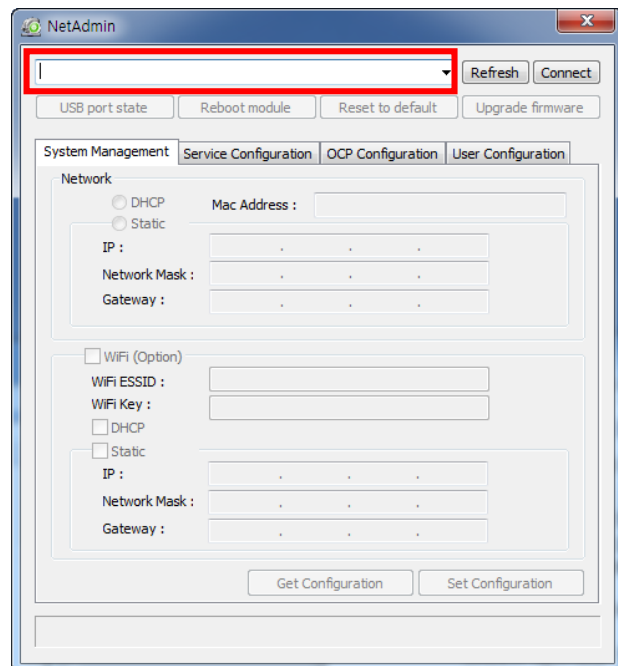 NetAdmin
Refresh Connect
USB port state Reboot module Reset to default Upgrade firmware
System Management Service Configuration OCP Configuration User Configuration
Network
DHCP Mac Address :
Static
IP : . . .
Network Mask : . . .
Gateway : . . .
WiFi (Option)
WiFi ESSID :
WiFi Key :
DHCP
Static
IP : . . .
Network Mask : . . .
Gateway : . . .
Get Configuration Set Configuration